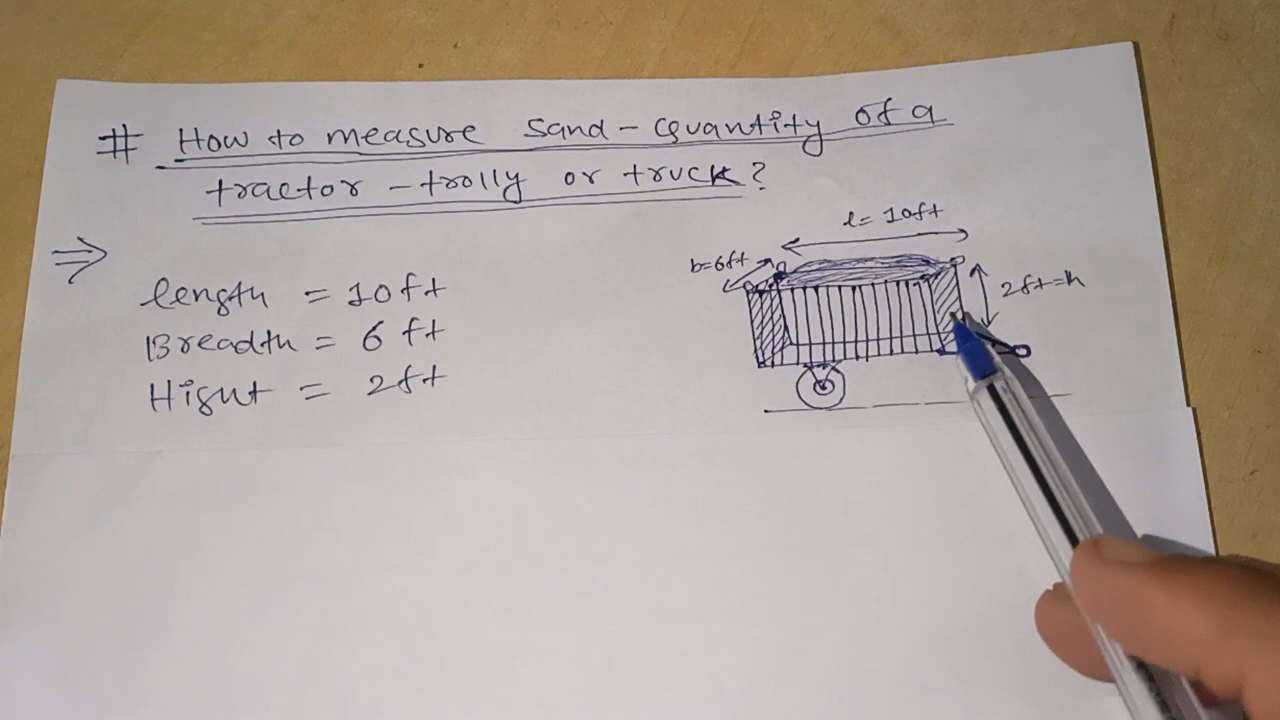 # How to measure sand-Quantity of a
tractor-trolly or truck?
⇒
length = 10ft
Breadth = 6 ft
Hight = 2ft
l= 10ft
b=6ft
2ft=h